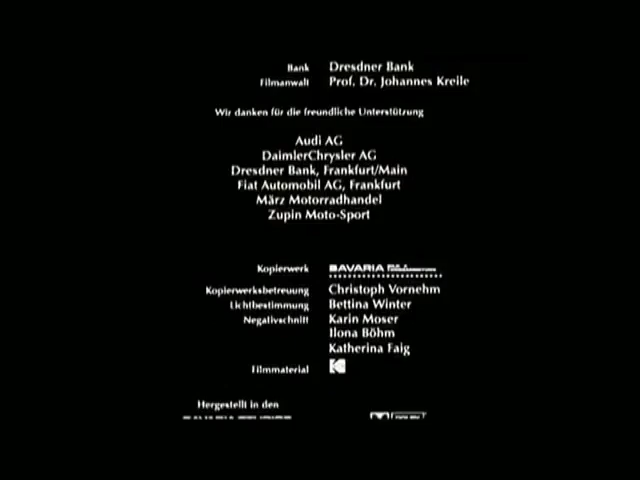 Bank Dresdner Bank
Filmanwalt Prof. Dr. Johannes Kreile
Wir danken für die freundliche Unterstützung
Audi AG
DaimlerChrysler AG
Dresdner Bank, Frankfurt/Main
Fiat Automobil AG, Frankfurt
März Motorradhandel
Zupin Moto-Sport
Kopierwerk BAVARIA
Kopierwerksbetreuung Christoph Vornehm
Lichtbestimmung Bettina Winter
Negativschnitt Karin Moser
Ilona Böhm
Katherina Faig
Filmmaterial
Hergestellt in den